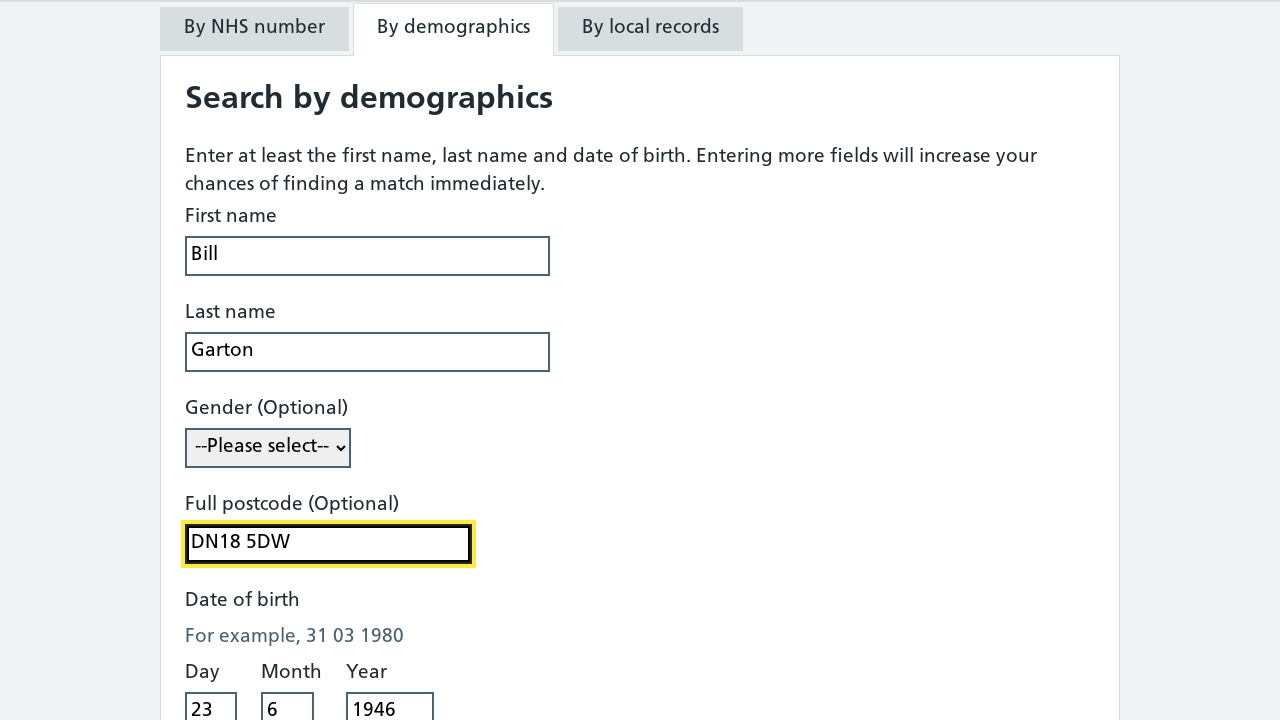 By NHS number By demographics By local records
Search by demographics
Enter at least the first name, last name and date of birth. Entering more fields will increase your
chances of finding a match immediately.
First name
Bill
Last name
Garton
Gender (Optional)
--Please select--
Full postcode (Optional)
DN18 5DW
Date of birth
For example, 31 03 1980
Day Month Year
23 6 1946